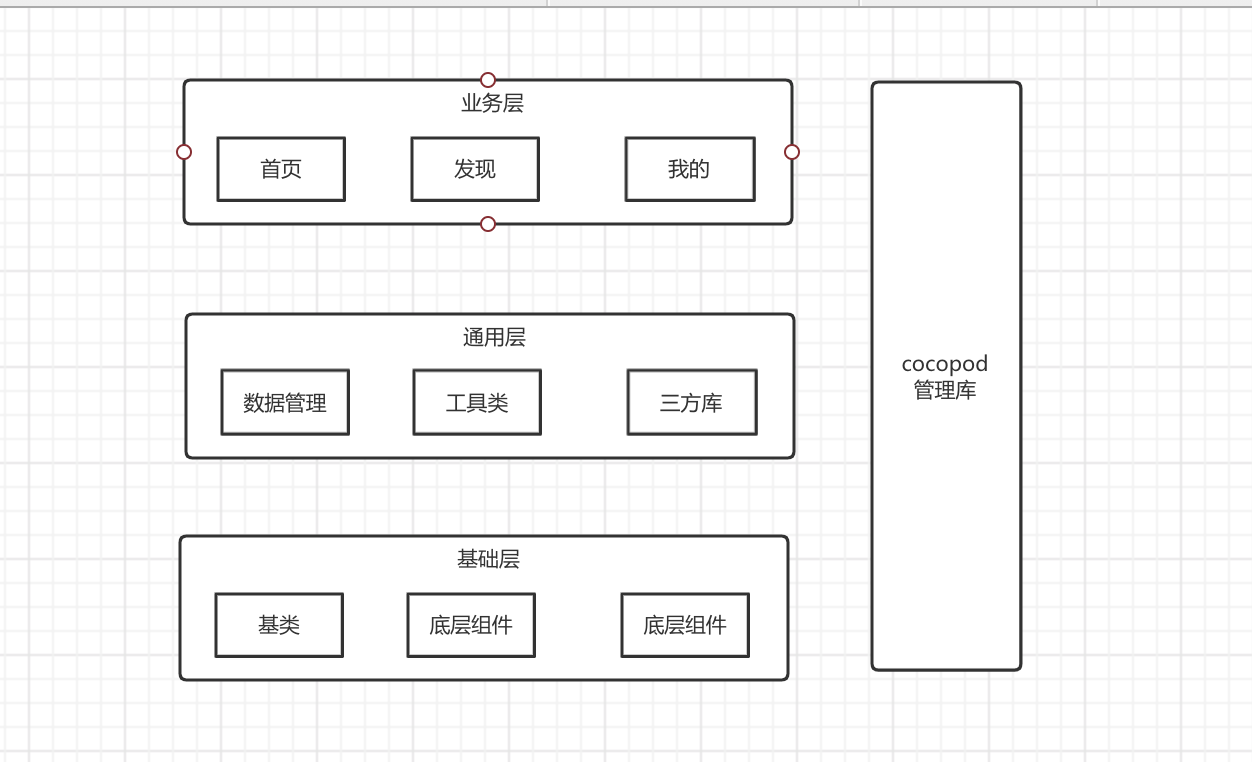 业务层
首页
发现
我的
通用层
数据管理
工具类
三方库
基础层
基类
底层组件
底层组件
cocopod
管理库